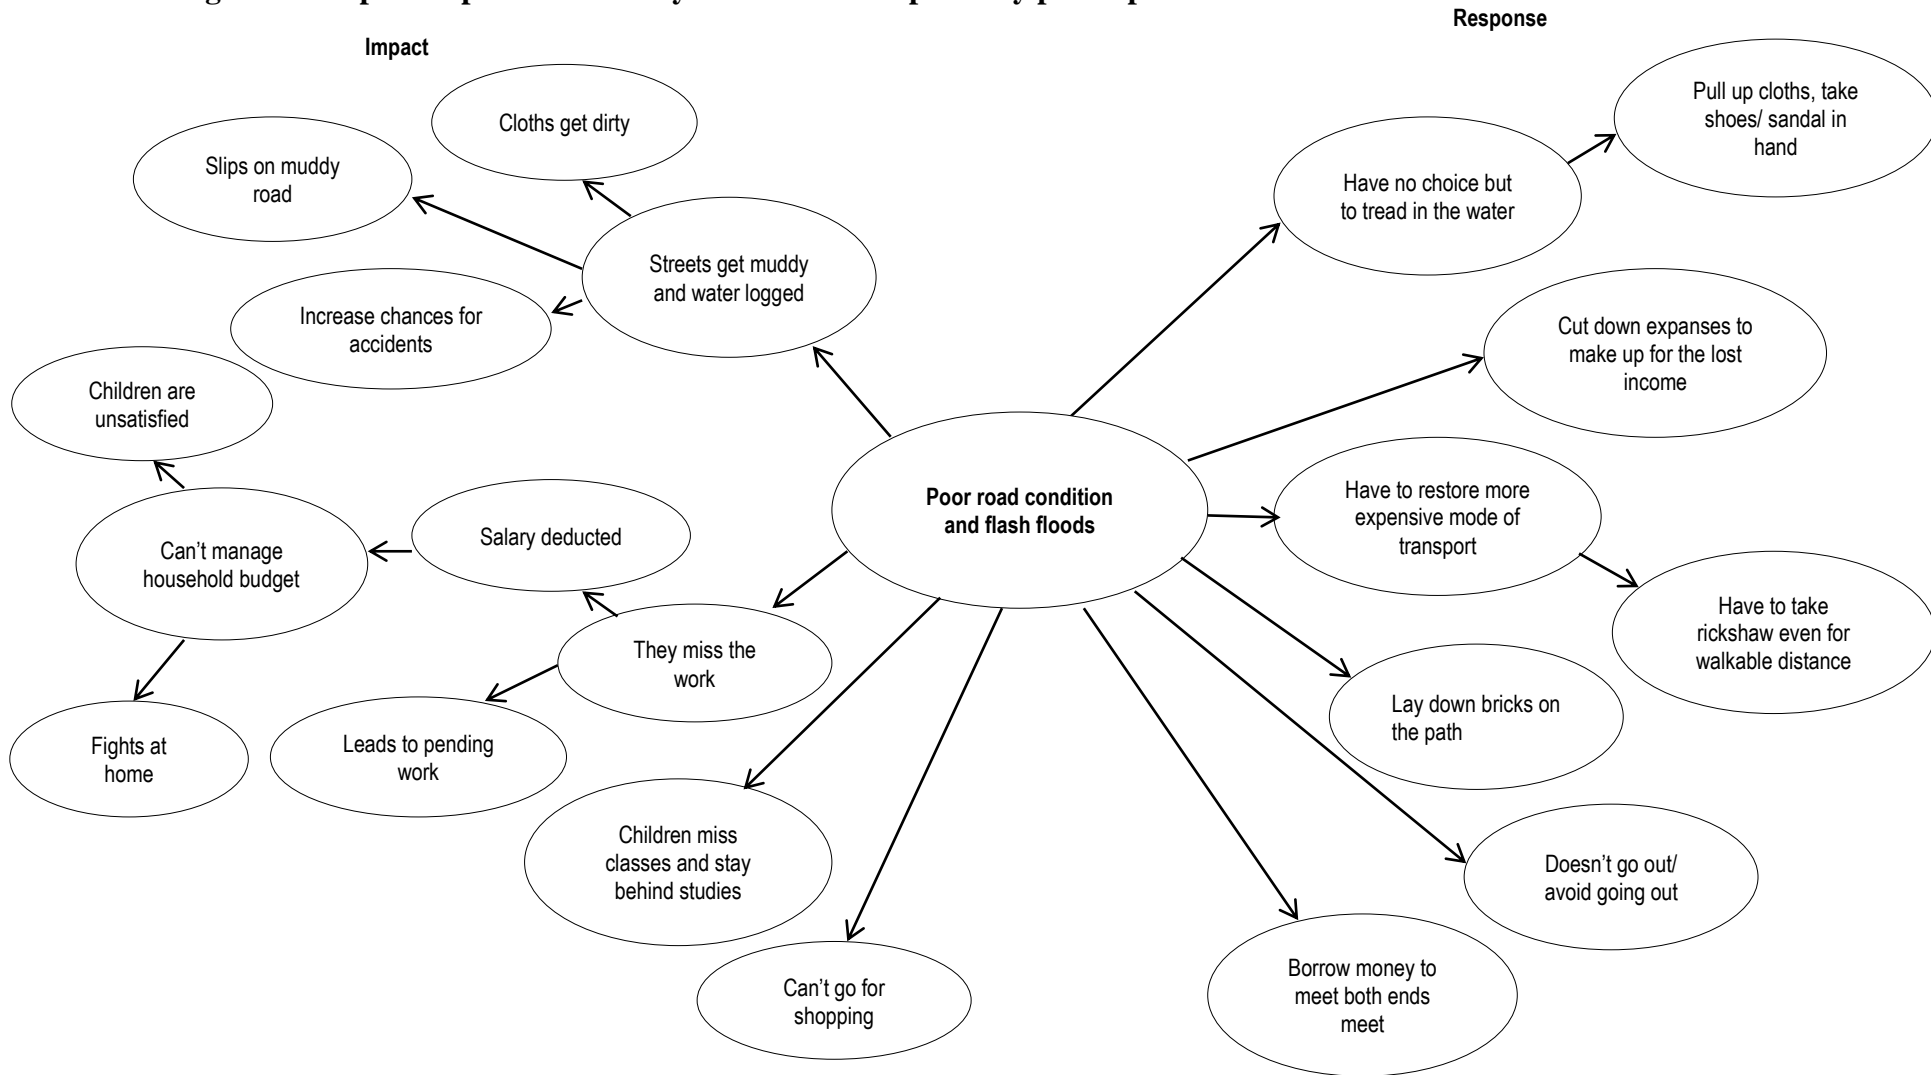 Response
Impact
Cloths get dirty
Slips on muddy
road
Streets get muddy
and water logged
Increase chances for
accidents
Children are
unsatisfied
Can't manage
household budget
Salary deducted
They miss the
work
Fights at
home
Leads to pending
work
Children miss
classes and stay
behind studies
Can't go for
shopping
Poor road condition
and flash floods
Pull up cloths, take
shoes/ sandal in
hand
Have no choice but
to tread in the water
Cut down expanses to
make up for the lost
income
Have to restore more
expensive mode of
transport
Have to take
rickshaw even for
walkable distance
Lay down bricks on
the path
Doesn't go out/
avoid going out
Borrow money to
meet both ends
meet